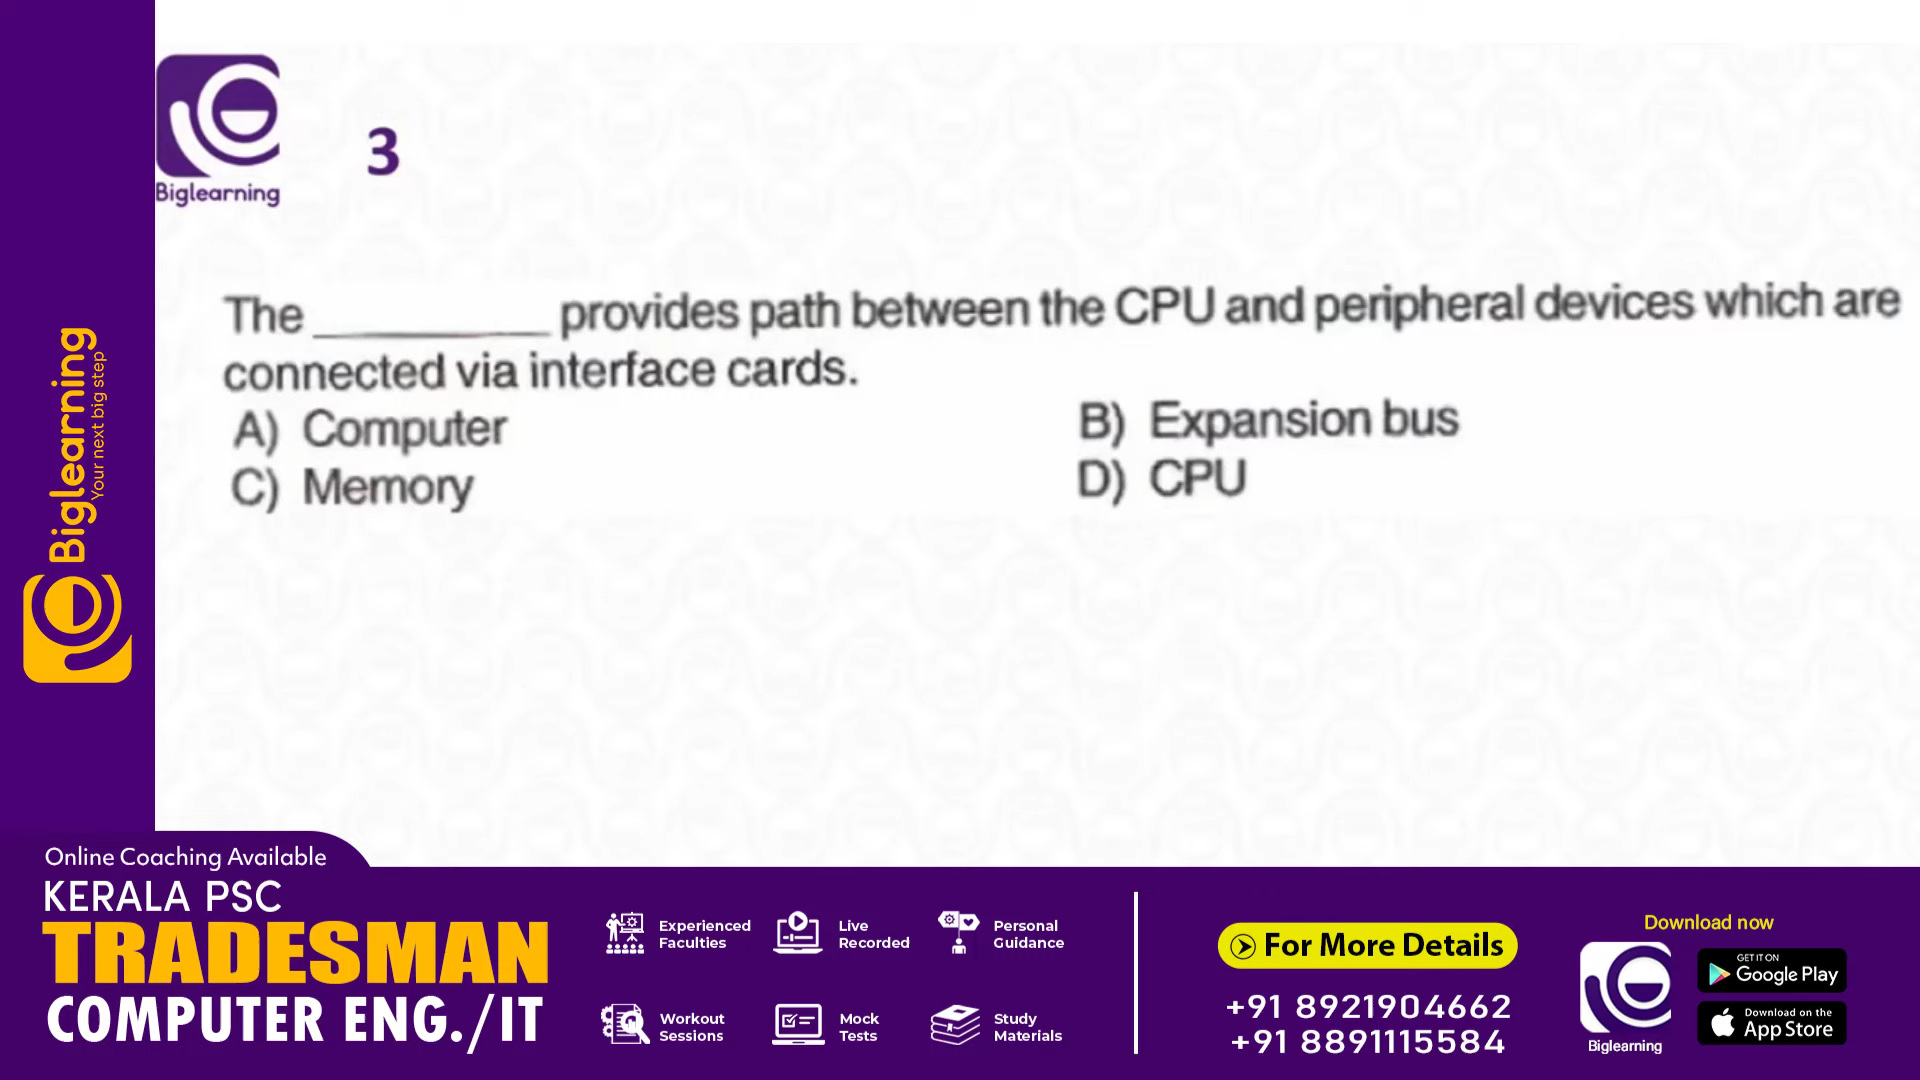 Biglearning
3
The __________ provides path between the CPU and peripheral devices which are
connected via interface cards.
A) Computer
B) Expansion bus
C) Memory
D) CPU
Biglearning
Your next big step
Online Coaching Available
KERALA PSC
TRADESMAN
COMPUTER ENG./IT
Experienced
Faculties
Live
Recorded
Personal
Guidance
Workout
Sessions
Mock
Tests
Study
Materials
For More Details
+91 8921904662
+91 8891115584
Download now
Biglearning
GET IT ON
Google Play
Download on the
App Store